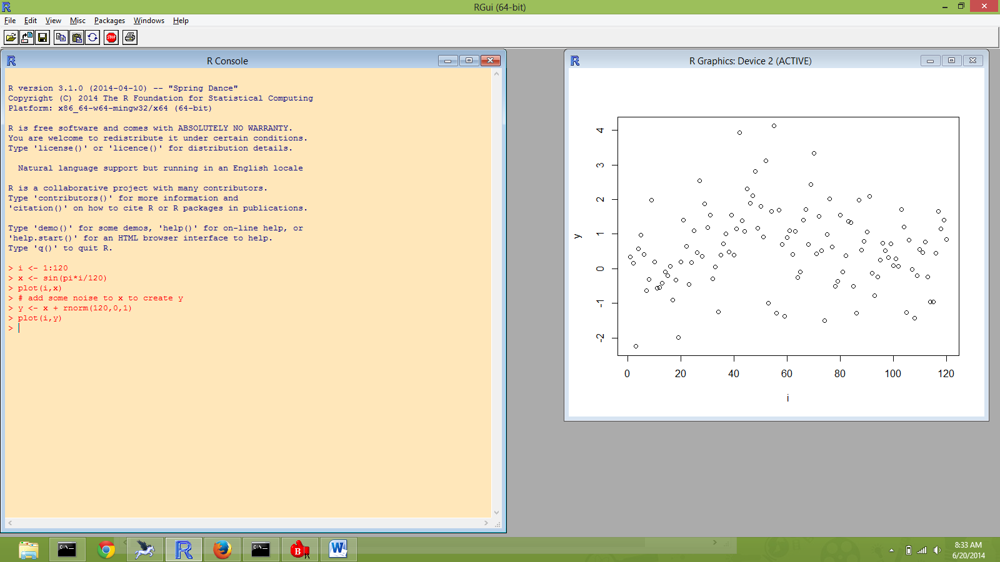 RGui (64-bit)
File Edit View Misc Packages Windows Help
STOP
R Console
R version 3.1.0 (2014-04-10) -- "Spring Dance"
Copyright (C) 2014 The R Foundation for Statistical Computing
Platform: x86_64-w64-mingw32/x64 (64-bit)
R is free software and comes with ABSOLUTELY NO WARRANTY.
You are welcome to redistribute it under certain conditions.
Type 'license()' or 'licence()' for distribution details.
Natural language support but running in an English locale
R is a collaborative project with many contributors.
Type 'contributors()' for more information and
'citation()' on how to cite R or R packages in publications.
Type 'demo()' for some demos, 'help()' for on-line help, or
'help.start()' for an HTML browser interface to help.
Type 'q()' to quit R.
> i <- 1:120
> x <- sin(pi*i/120)
> plot(i,x)
> # add some noise to x to create y
> y <- x + rnorm(120,0,1)
> plot(i,y)
>
R Graphics: Device 2 (ACTIVE)
4
3
2
1
0
-1
-2
y
0 20 40 60 80 100 120
i
C:\_
R
C:\_
B
W
8:33 AM
6/20/2014